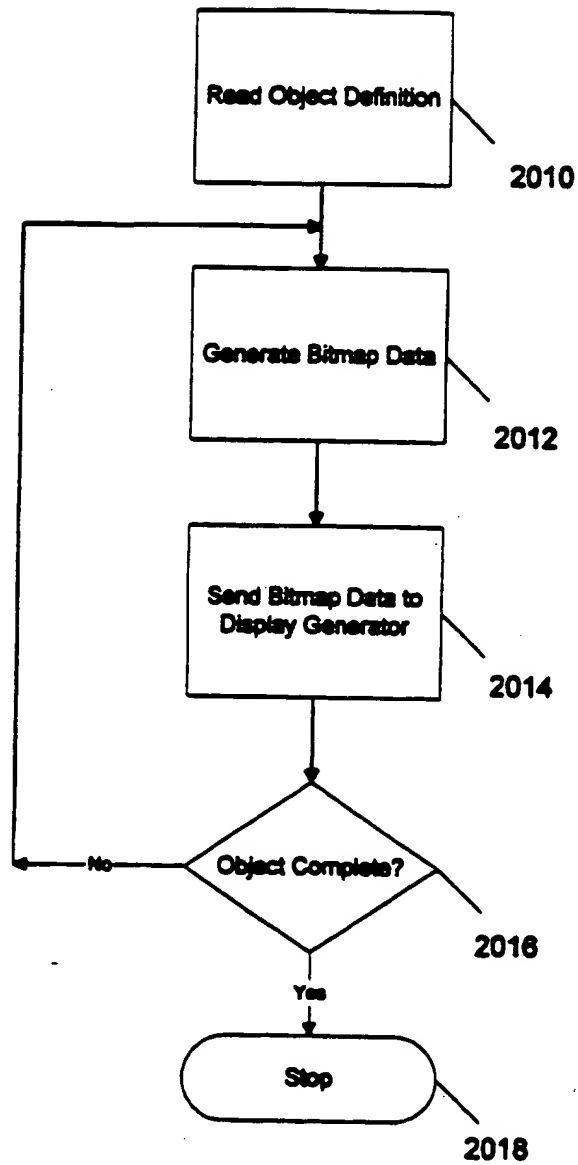 Read Object Definition
2010
Generate Bitmap Data
2012
Send Bitmap Data to
Display Generator
2014
Object Complete?
No
2016
Yes
Stop
2018